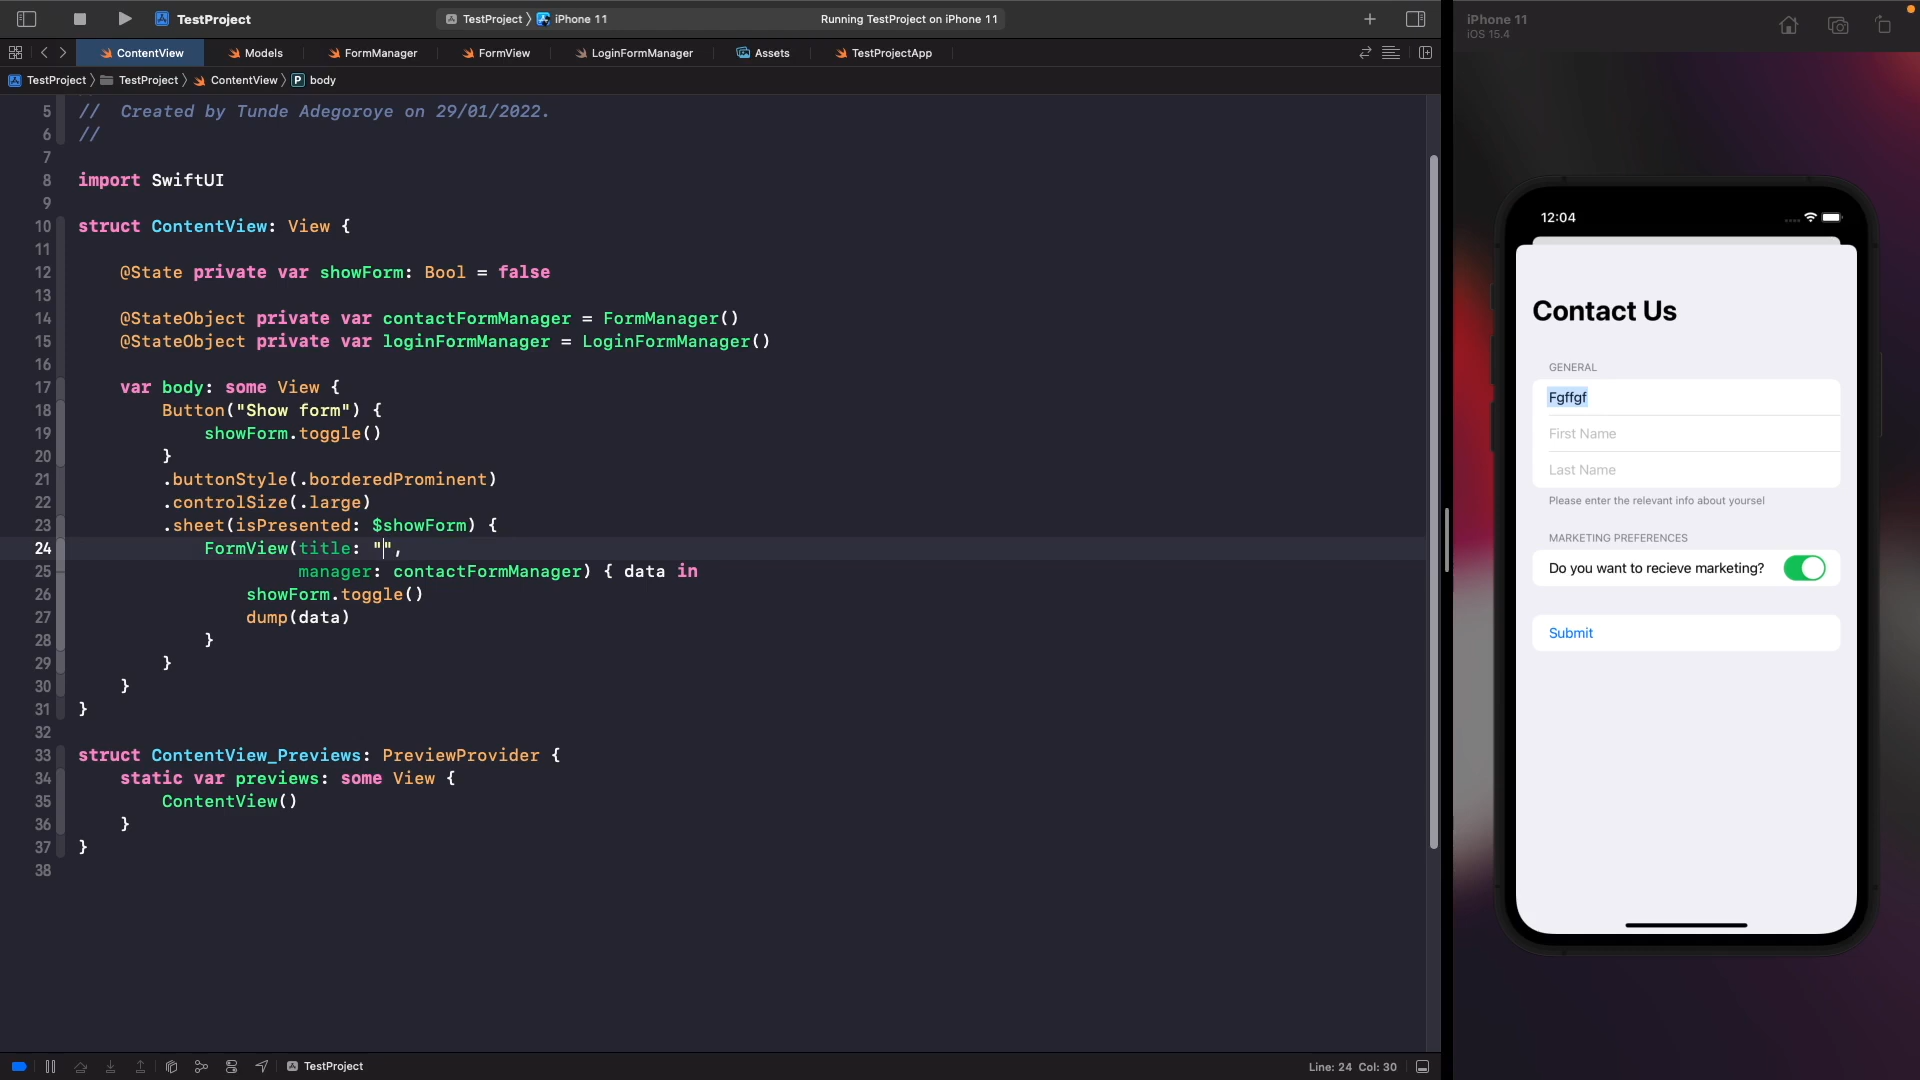 TestProject
TestProject
iPhone 11
Running TestProject on iPhone 11
ContentView
Models
FormManager
FormView
LoginFormManager
Assets
TestProjectApp
TestProject
TestProject
ContentView
P
body
5 //  Created by Tunde Adegoroye on 29/01/2022.
6 //
7
8 import SwiftUI
9
10 struct ContentView: View {
11
12 @State private var showForm: Bool = false
13
14 @StateObject private var contactFormManager = FormManager()
15 @StateObject private var loginFormManager = LoginFormManager()
16
17 var body: some View {
18 Button("Show form") {
19 showForm.toggle()
20 }
21 .buttonStyle(.borderedProminent)
22 .controlSize(.large)
23 .sheet(isPresented: $showForm) {
24 FormView(title: "",
25 manager: contactFormManager) { data in
26 showForm.toggle()
27 dump(data)
28 }
29 }
30 }
31 }
32
33 struct ContentView_Previews: PreviewProvider {
34 static var previews: some View {
35 ContentView()
36 }
37 }
38
TestProject
Line: 24 Col: 30
iPhone 11
iOS 15.4
12:04
Contact Us
GENERAL
Fgffgf
First Name
Last Name
Please enter the relevant info about yoursel
MARKETING PREFERENCES
Do you want to recieve marketing?
Submit